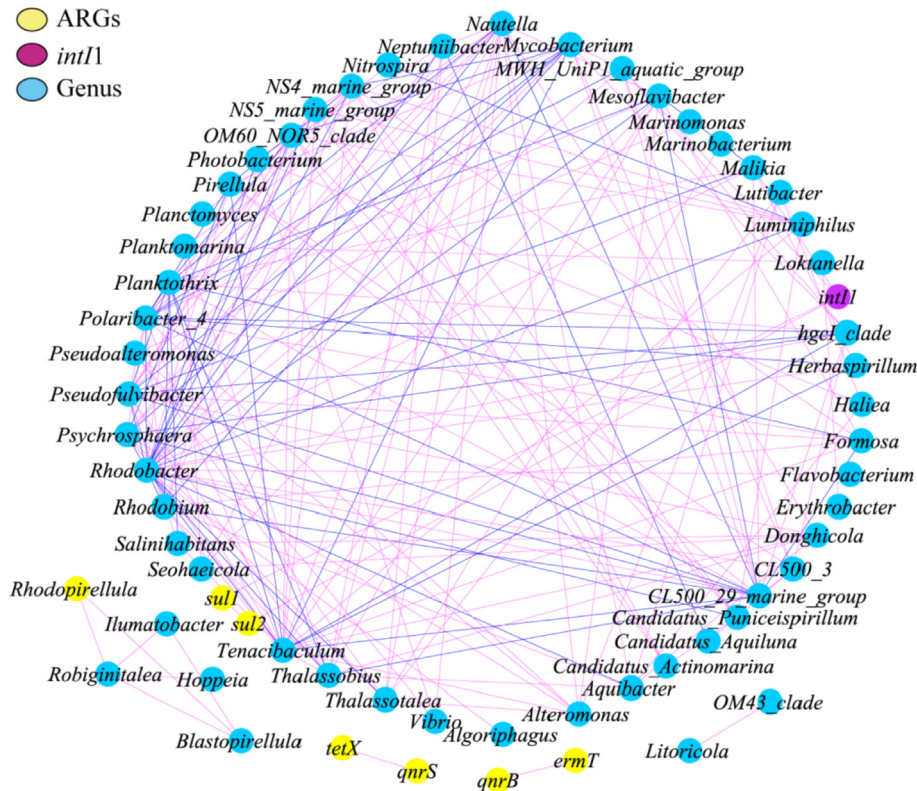 ARGs
intI1
Genus
Nautella
Neptuniibacter
Mycobacterium
Nitrospira
MWH_UniP1_aquatic_group
NS4_marine_group
Mesoflavibacter
NS5_marine_group
Marinomonas
OM60_NOR5_clade
Marinobacterium
Photobacterium
Malikia
Pirellula
Lutibacter
Planctomyces
Luminiphilus
Planktomarina
Loktanella
Planktothrix
intI1
Polaribacter_4
hgcI_clade
Pseudoalteromonas
Herbaspirillum
Pseudofulvibacter
Haliea
Psychrosphaera
Formosa
Rhodobacter
Flavobacterium
Rhodobium
Erythrobacter
Salinihabitans
Donghicola
Seohaeicola
CL500_3
Rhodopirellula
sul1
CL500_29_marine_group
Ilumatobacter
sul2
Candidatus_Puniceispirillum
Tenacibaculum
Candidatus_Aquiluna
Robiginitalea
Hoppeia
Thalassobius
Candidatus_Actinomarina
Thalassotalea
Aquibacter
OM43_clade
Vibrio
Alteromonas
Blastopirellula
Algoriphagus
tetX
ermT
Litoricola
qnrS
qnrB